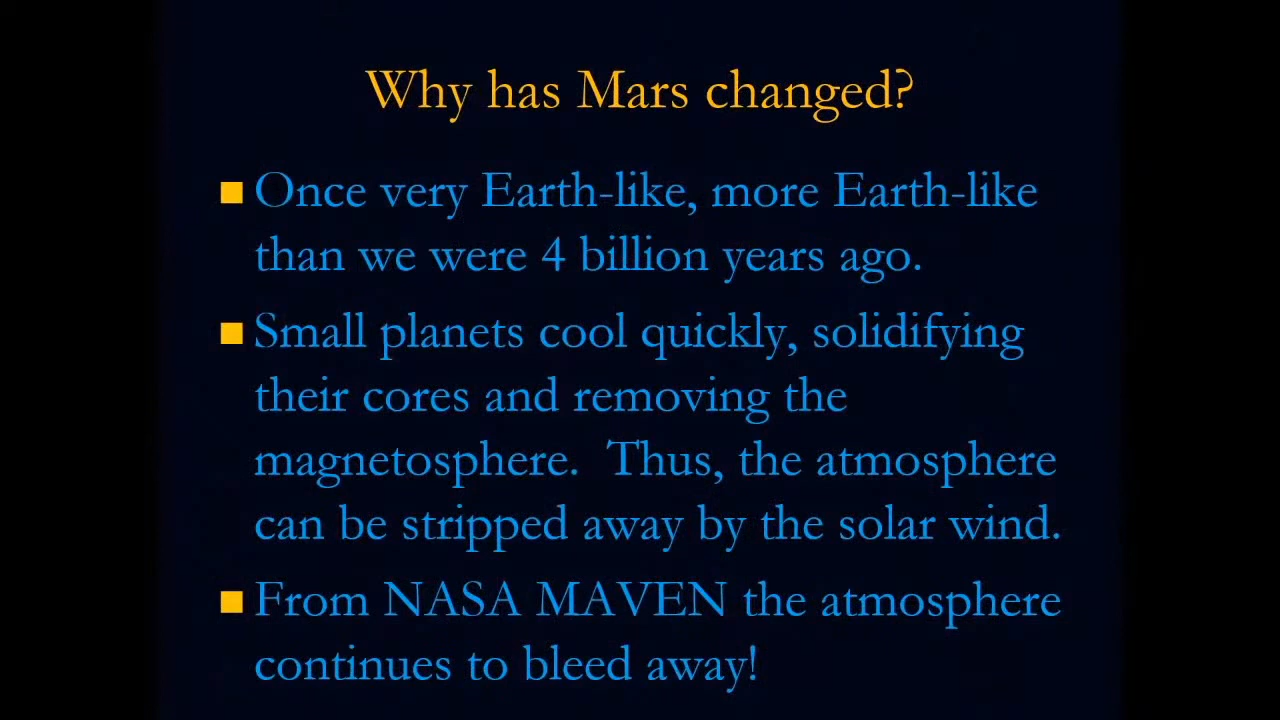 Why has Mars changed?
Once very Earth-like, more Earth-like
than we were 4 billion years ago.
Small planets cool quickly, solidifying
their cores and removing the
magnetosphere.  Thus, the atmosphere
can be stripped away by the solar wind.
From NASA MAVEN the atmosphere
continues to bleed away!